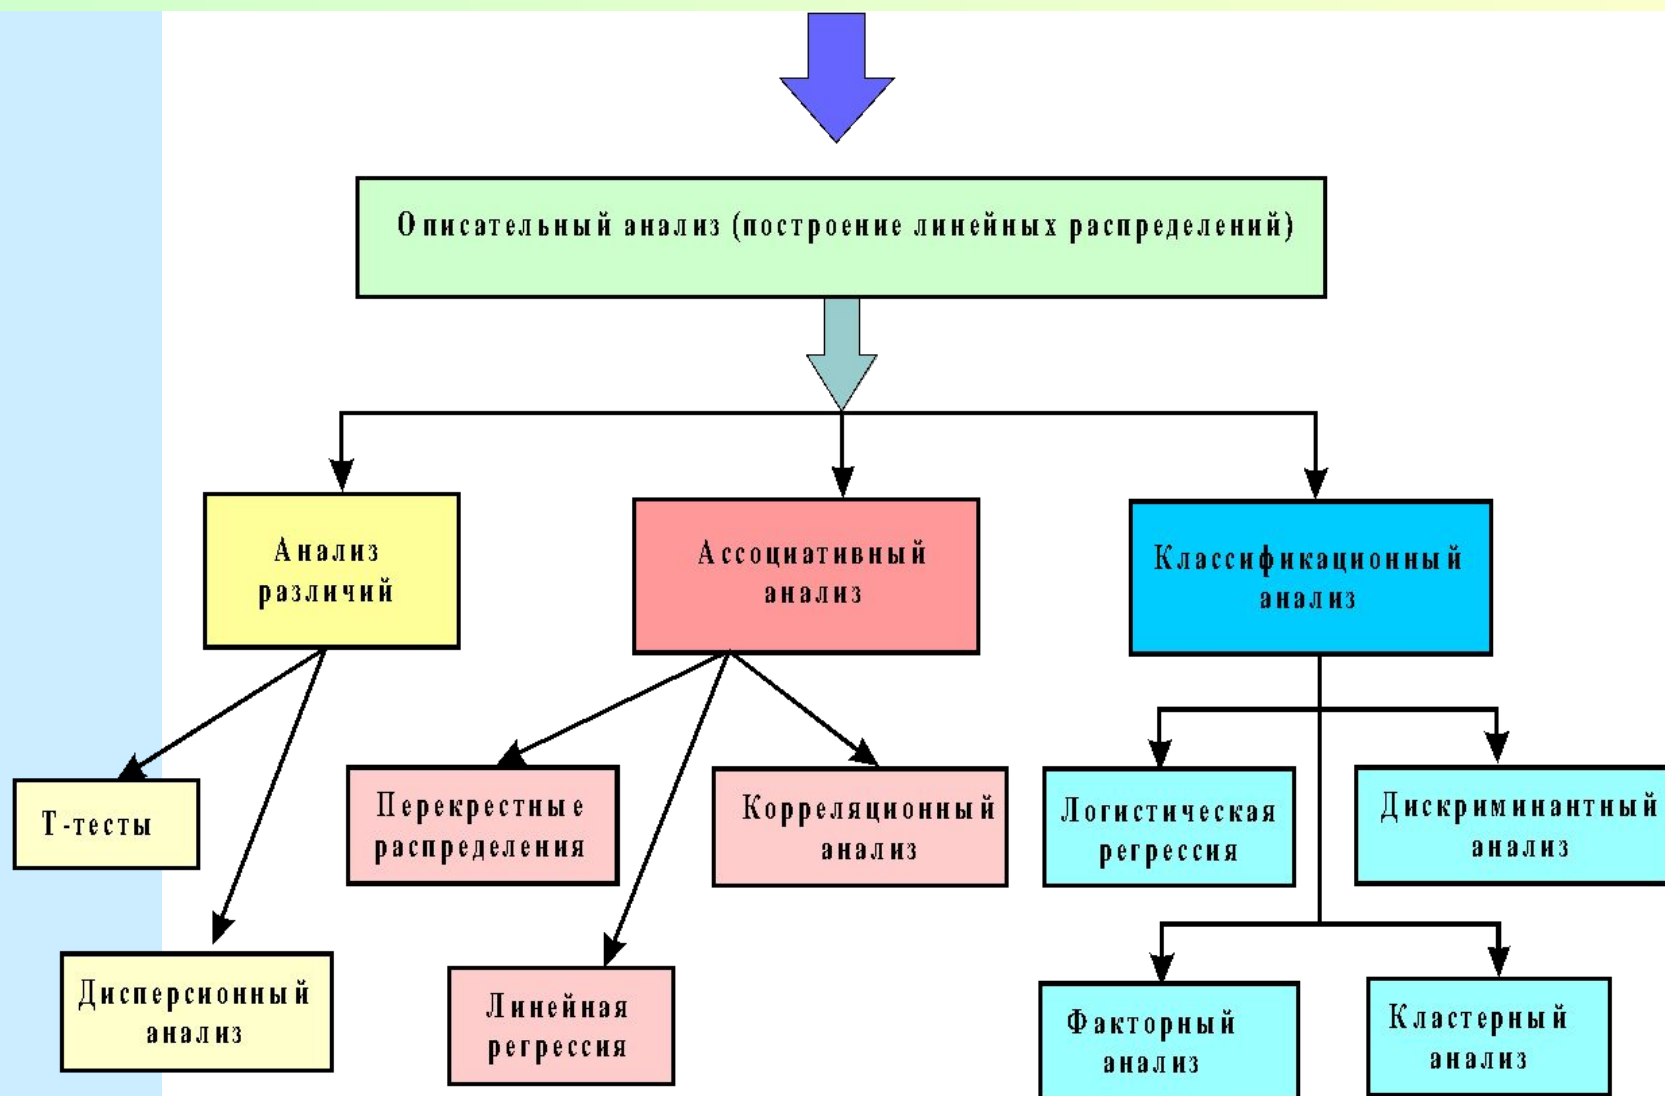 Описательный анализ (построение линейных распределений)
Анализ
различий
Ассоциативный
анализ
Классификационный
анализ
Т-тесты
Перекрестные
распределения
Корреляционный
анализ
Логистическая
регрессия
Дискриминантный
анализ
Дисперсионный
анализ
Линейная
регрессия
Факторный
анализ
Кластерный
анализ